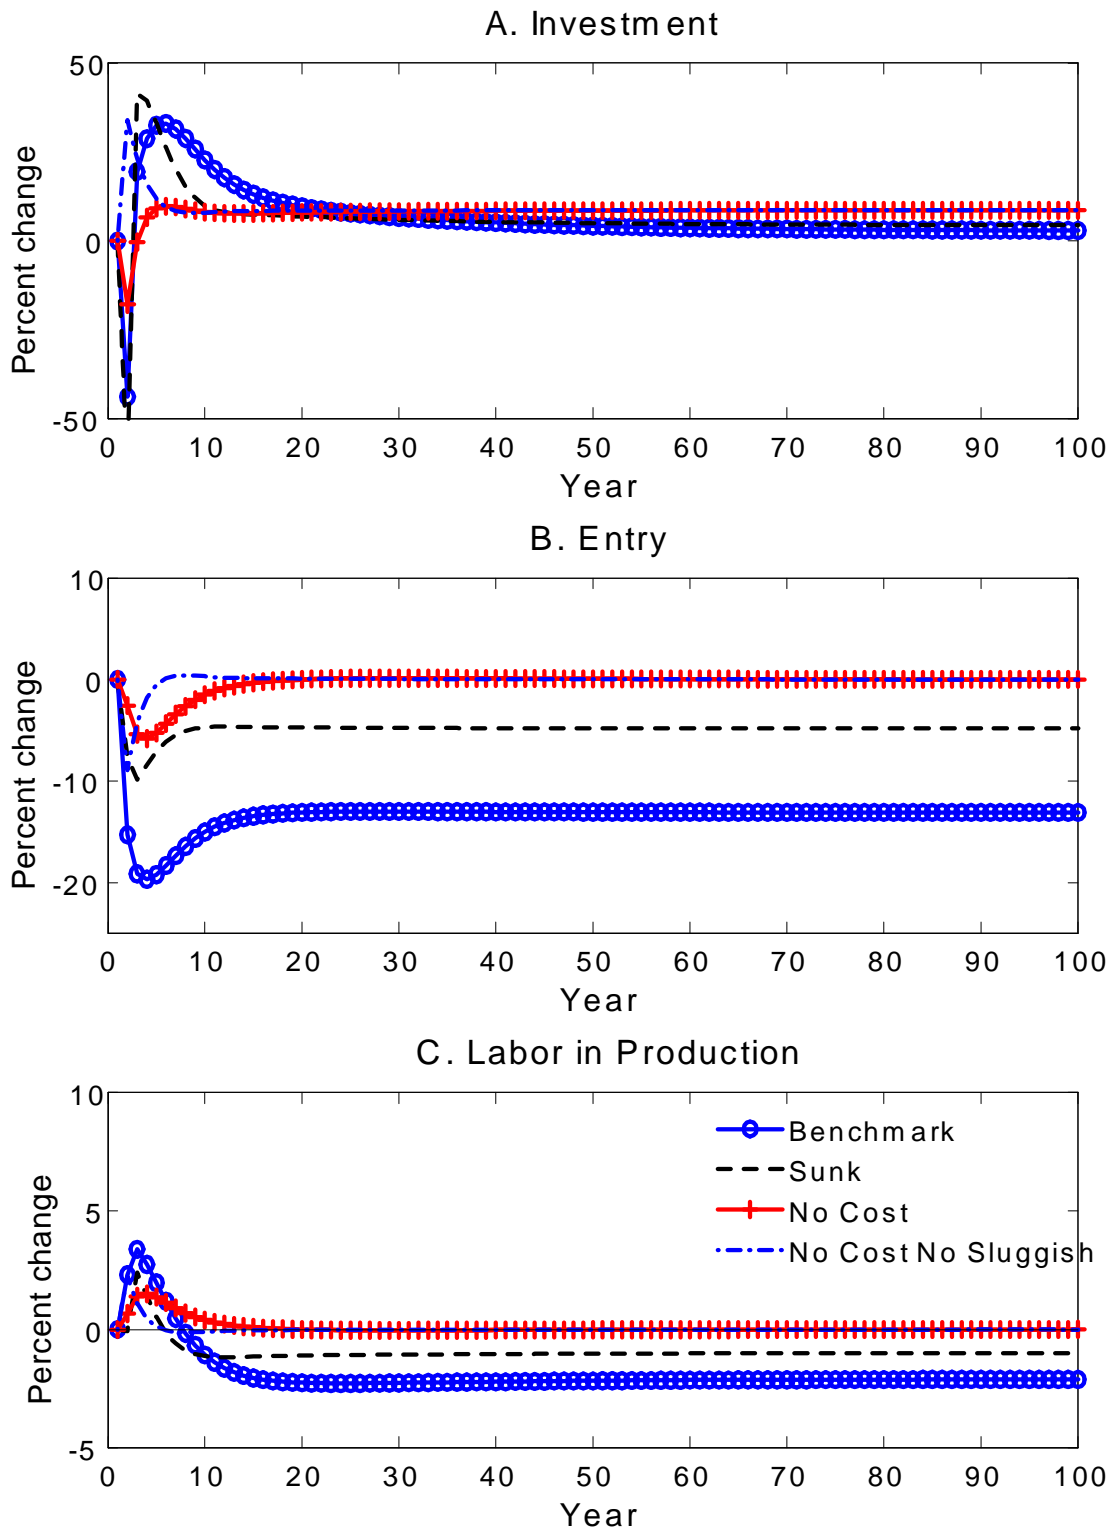 A. Investment
Percent change
50
0
-50
0 10 20 30 40 50 60 70 80 90 100
Year
B. Entry
Percent change
10
0
-10
-20
0 10 20 30 40 50 60 70 80 90 100
Year
C. Labor in Production
Percent change
10
5
0
-5
Benchmark
Sunk
No Cost
No Cost No Sluggish
0 10 20 30 40 50 60 70 80 90 100
Year